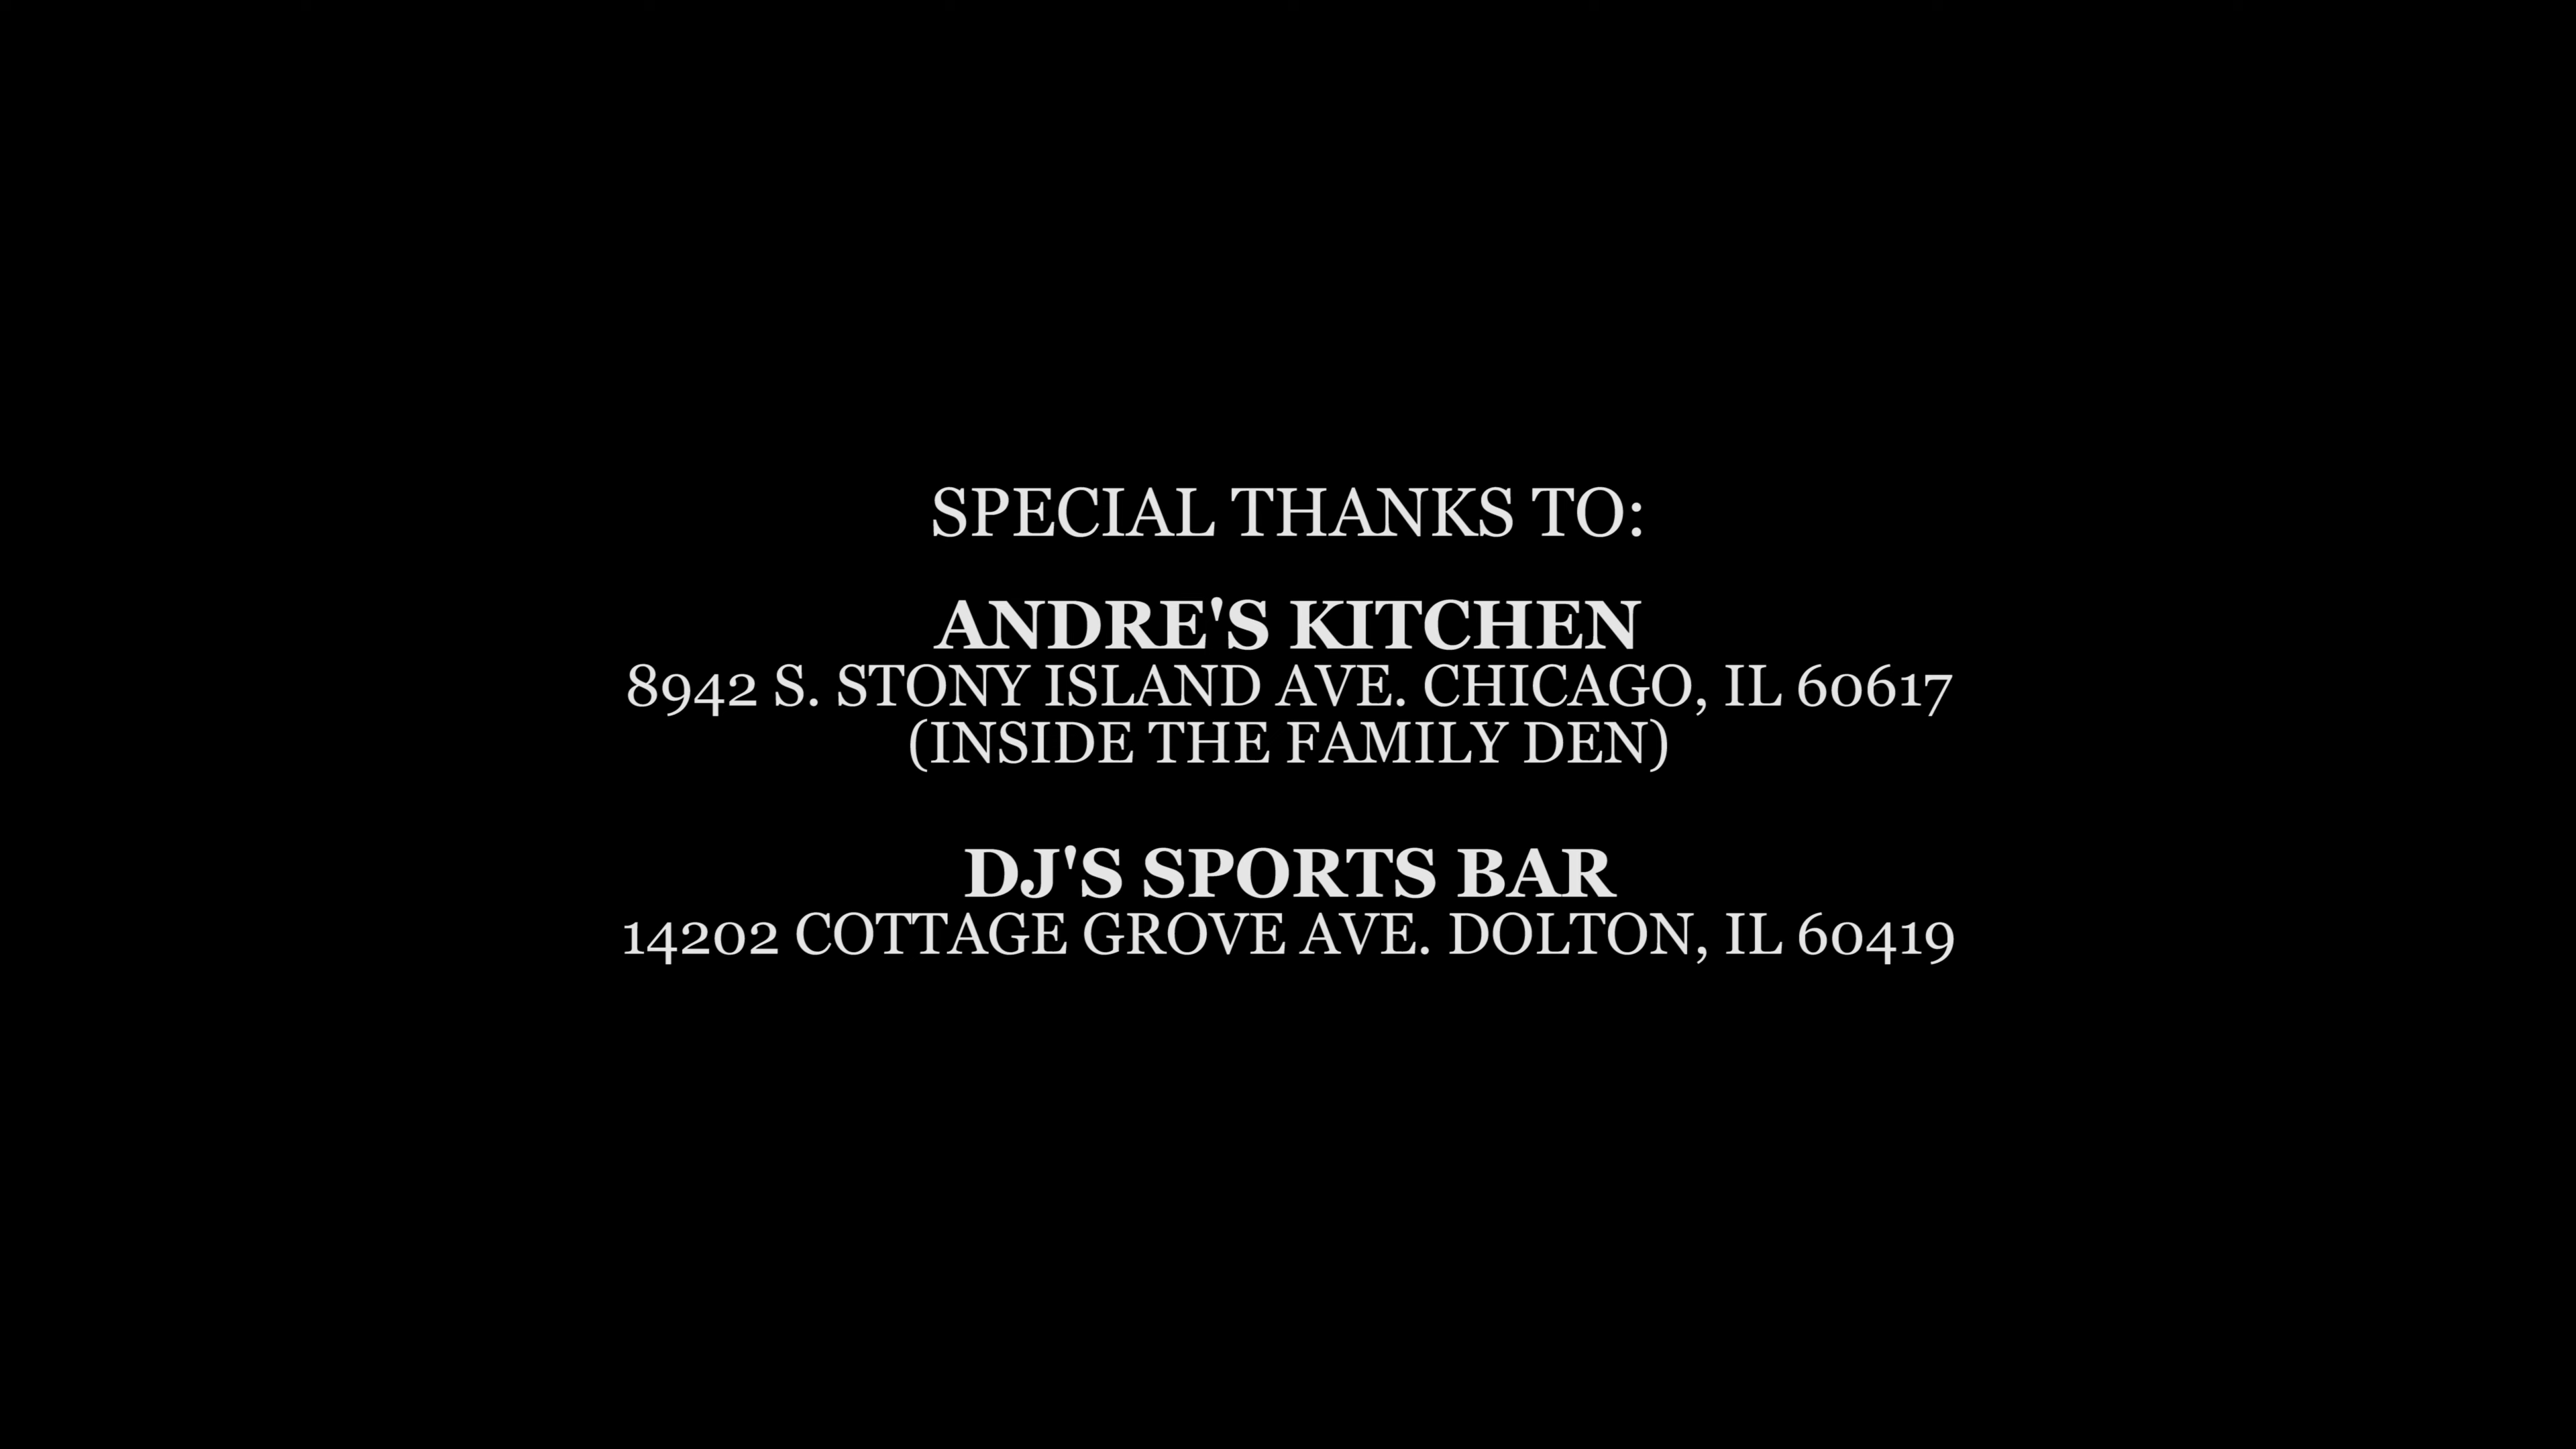 SPECIAL THANKS TO:
ANDRE'S KITCHEN
8942 S. STONY ISLAND AVE. CHICAGO, IL 60617
(INSIDE THE FAMILY DEN)
DJ'S SPORTS BAR
14202 COTTAGE GROVE AVE. DOLTON, IL 60419